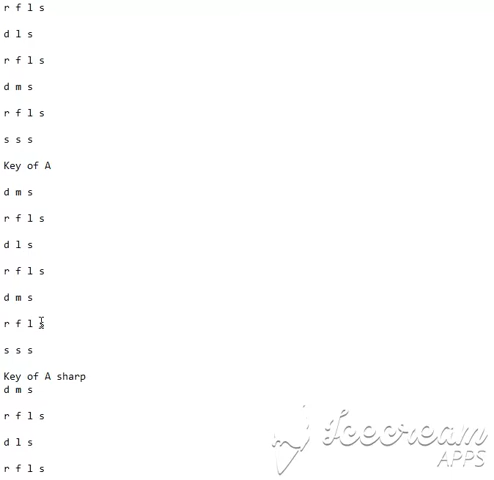 r f l s
d l s
r f l s
d m s
r f l s
s s s
Key of A
d m s
r f l s
d l s
r f l s
d m s
r f l s
s s s
Key of A sharp
d m s
r f l s
d l s
r f l s
Icecream
APPS